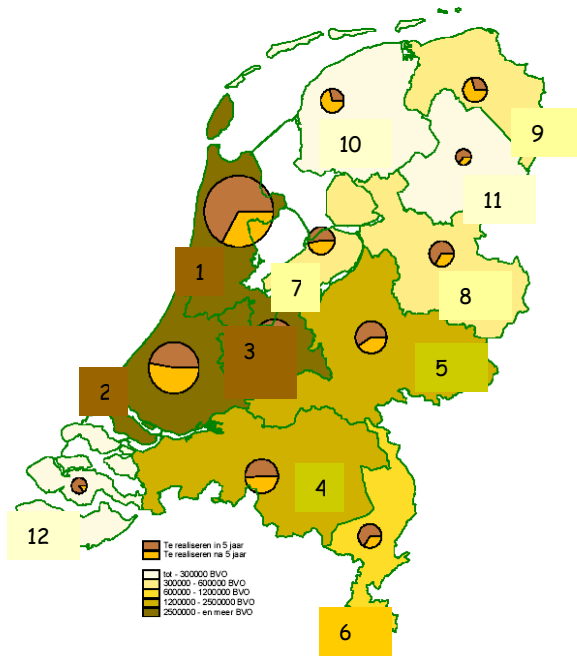 9
10
11
1
7
8
3
5
2
4
12
Te realiseren in 5 jaar
Te realiseren na 5 jaar
tot - 300000 BVO
300000 - 600000 BVO
600000 - 1200000 BVO
1200000 - 2500000 BVO
2500000 - en meer BVO
6